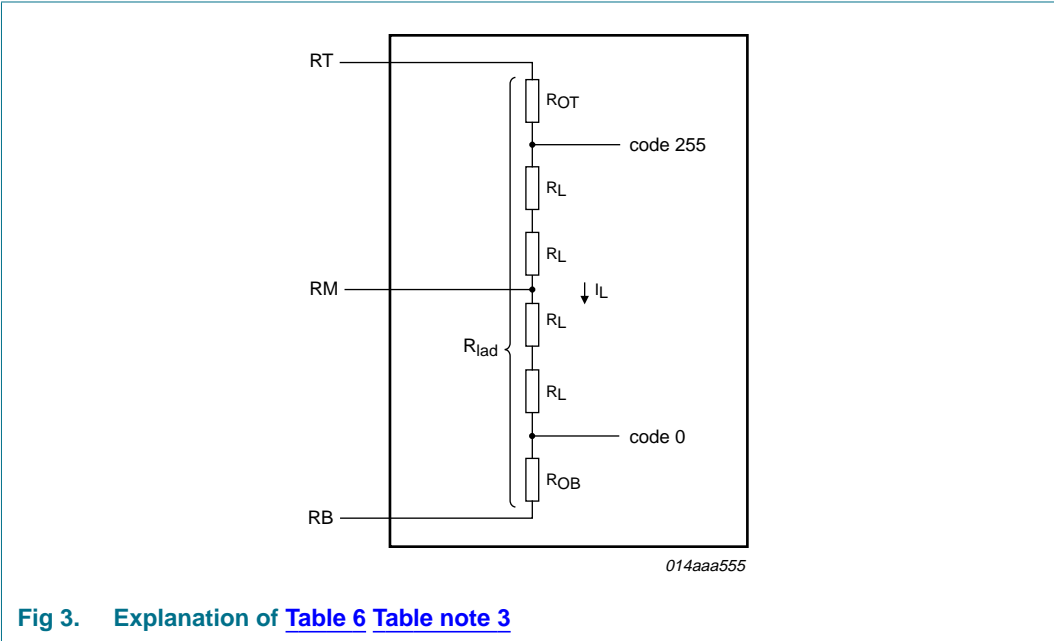 RT
ROT
code 255
RL
RL
RM
IL
RL
Rlad
RL
code 0
ROB
RB
014aaa555
Fig 3. Explanation of Table 6 Table note 3